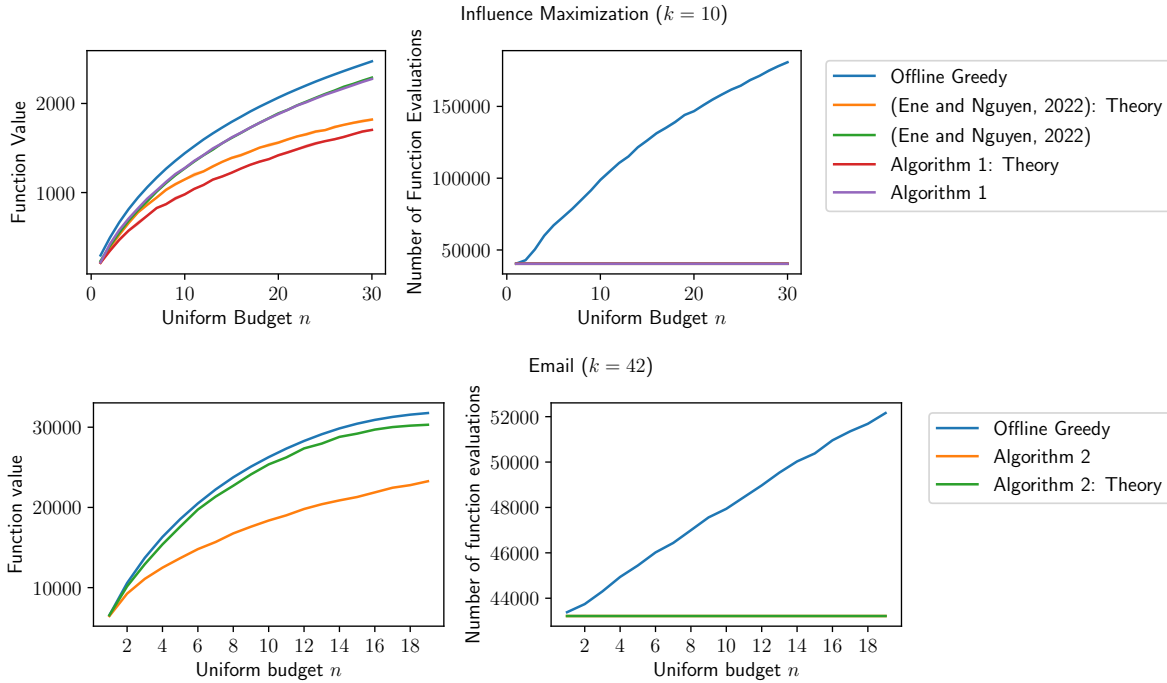 Influence Maximization (k = 10)
Function Value
2000
1000
0
10
20
30
Uniform Budget n
Number of Function Evaluations
150000
100000
50000
0
10
20
30
Uniform Budget n
Offline Greedy
(Ene and Nguyen, 2022): Theory
(Ene and Nguyen, 2022)
Algorithm 1: Theory
Algorithm 1
Email (k = 42)
Function value
30000
20000
10000
2
4
6
8
10
12
14
16
18
Uniform budget n
Number of function evaluations
52000
50000
48000
46000
44000
2
4
6
8
10
12
14
16
18
Uniform budget n
Offline Greedy
Algorithm 2
Algorithm 2: Theory